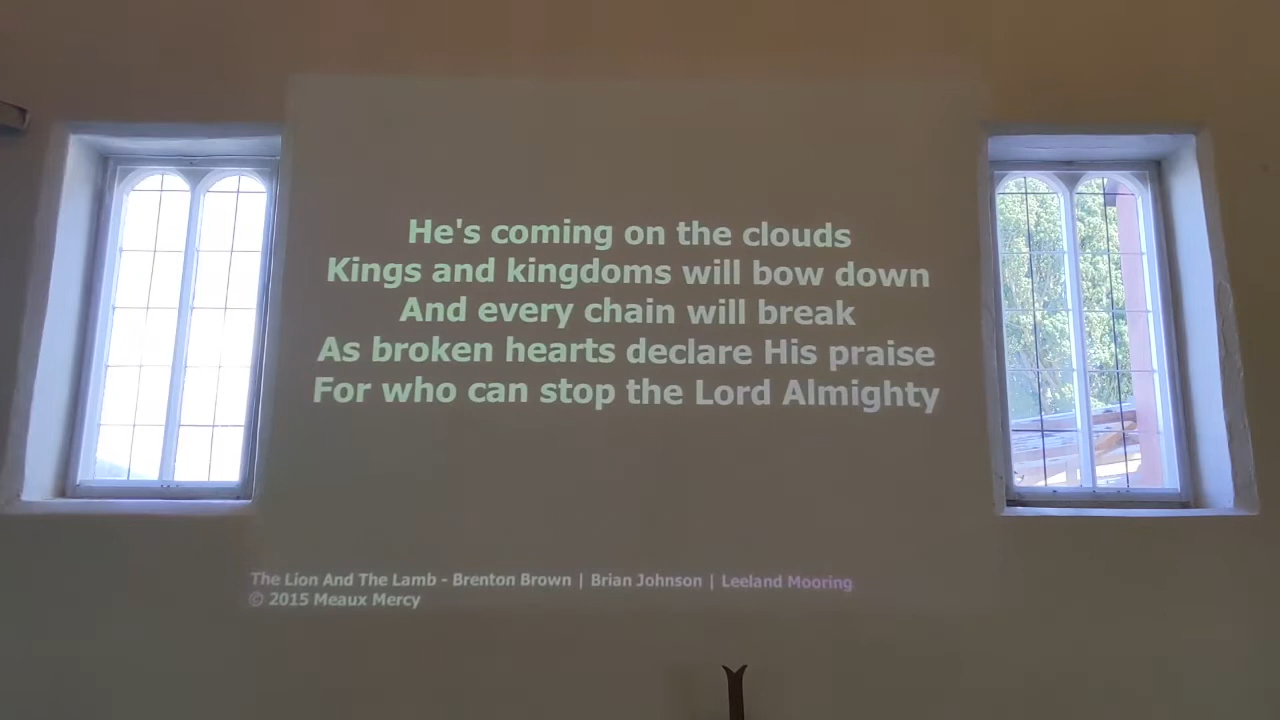 He's coming on the clouds
Kings and kingdoms will bow down
And every chain will break
As broken hearts declare His praise
For who can stop the Lord Almighty
The Lion And The Lamb - Brenton Brown | Brian Johnson | Leeland Mooring
© 2015 Meaux Mercy